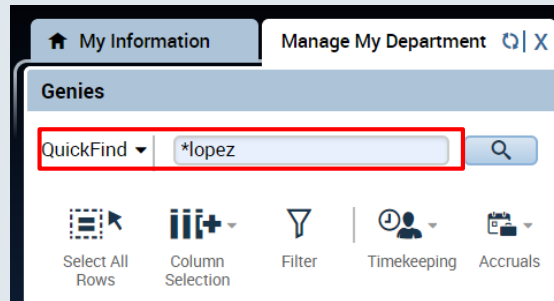 My Information Manage My Department X
Genies
QuickFind *lopez
Select All Rows Column Selection Filter Timekeeping Accruals